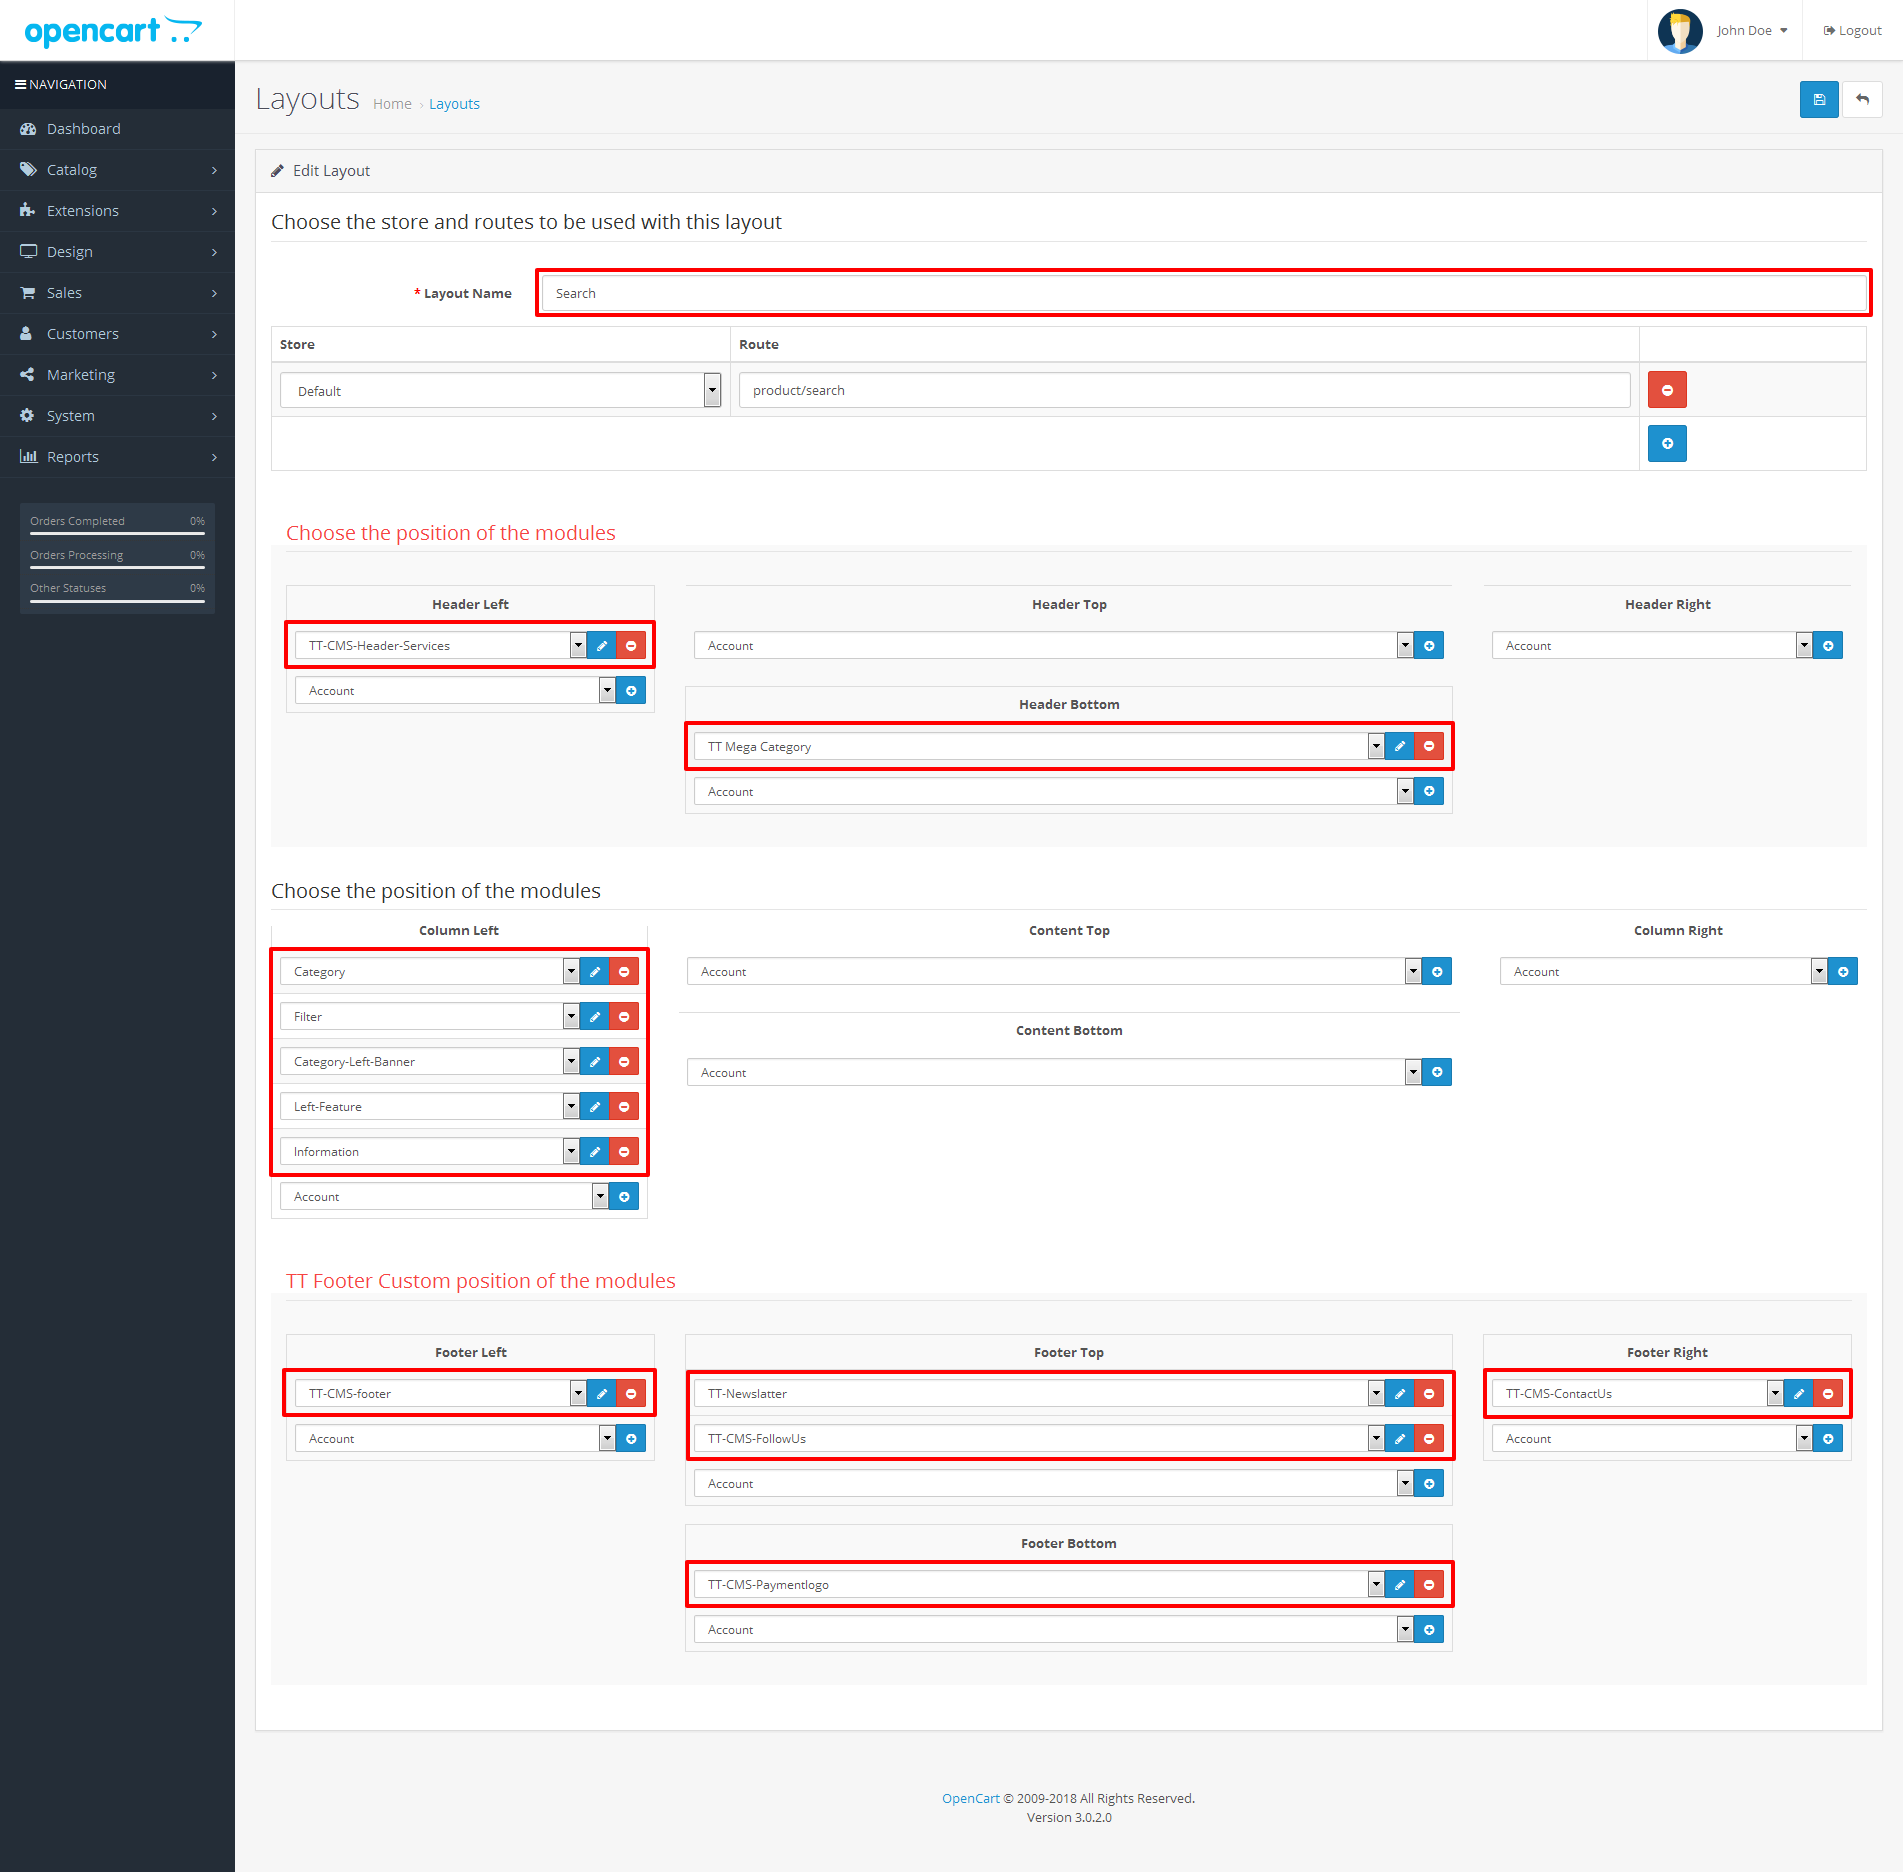 opencart
John Doe
Logout
NAVIGATION
Dashboard
Catalog
Extensions
Design
Sales
Customers
Marketing
System
Reports
Orders Completed 0%
Orders Processing 0%
Other Statuses 0%
Layouts Home › Layouts
Edit Layout
Choose the store and routes to be used with this layout
* Layout Name Search
Store Route
Default product/search
Choose the position of the modules
Header Left
TT-CMS-Header-Services
Account
Header Top
Account
Header Bottom
TT Mega Category
Account
Header Right
Account
Choose the position of the modules
Column Left
Category
Filter
Category-Left-Banner
Left-Feature
Information
Account
Content Top
Account
Content Bottom
Account
Column Right
Account
TT Footer Custom position of the modules
Footer Left
TT-CMS-footer
Account
Footer Top
TT-Newslatter
TT-CMS-FollowUs
Account
Footer Bottom
TT-CMS-Paymentlogo
Account
Footer Right
TT-CMS-ContactUs
Account
OpenCart © 2009-2018 All Rights Reserved.
Version 3.0.2.0